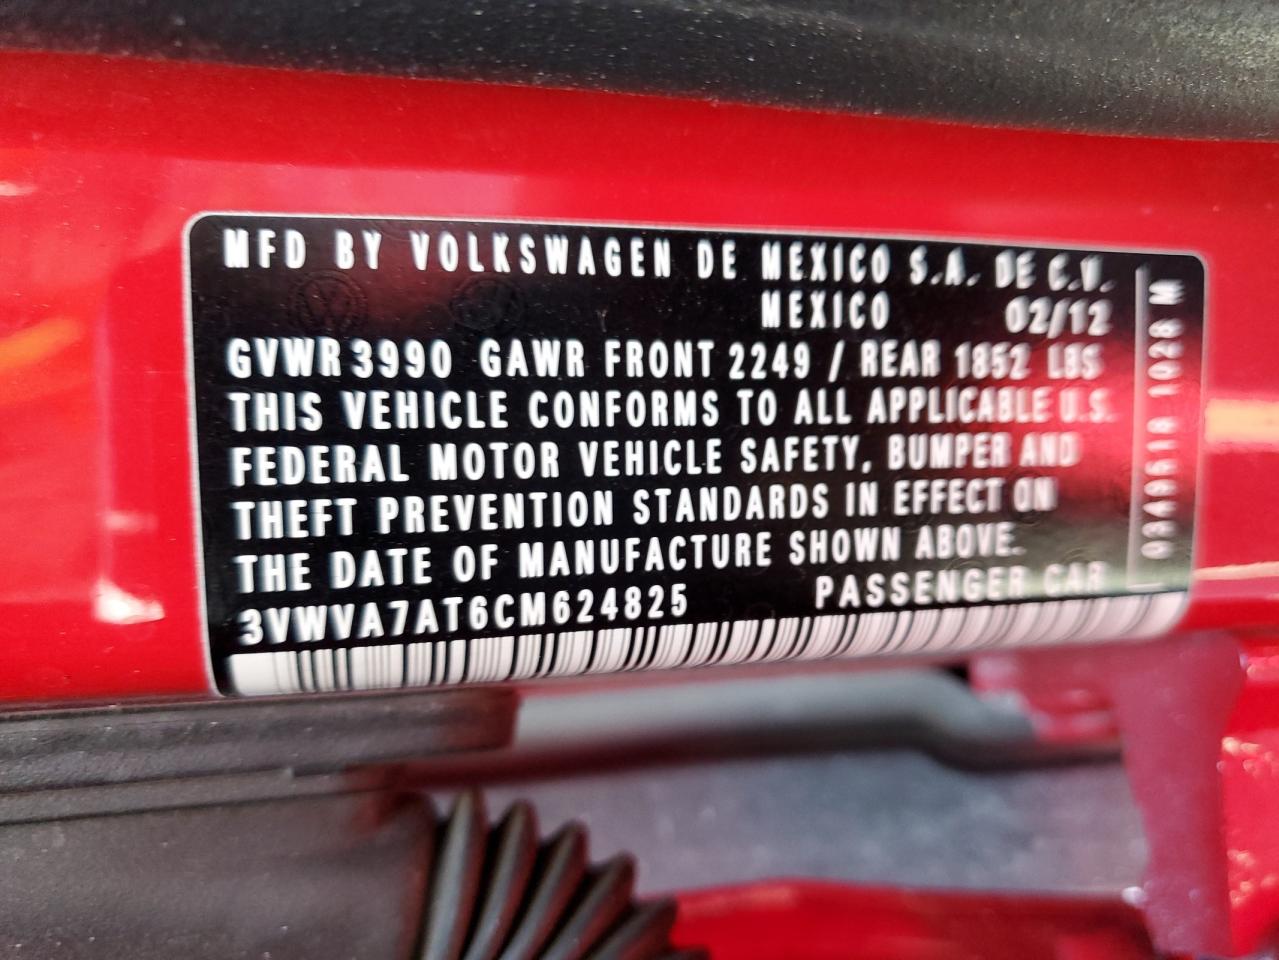 MFD BY VOLKSWAGEN DE MEXICO S.A. DE C.V.
MEXICO 02/12
GVWR 3990 GAWR FRONT 2249 / REAR 1852 LBS
THIS VEHICLE CONFORMS TO ALL APPLICABLE U.S.
FEDERAL MOTOR VEHICLE SAFETY, BUMPER AND
THEFT PREVENTION STANDARDS IN EFFECT ON
THE DATE OF MANUFACTURE SHOWN ABOVE.
3VWVA7AT6CM624825 PASSENGER CAR
1028 M